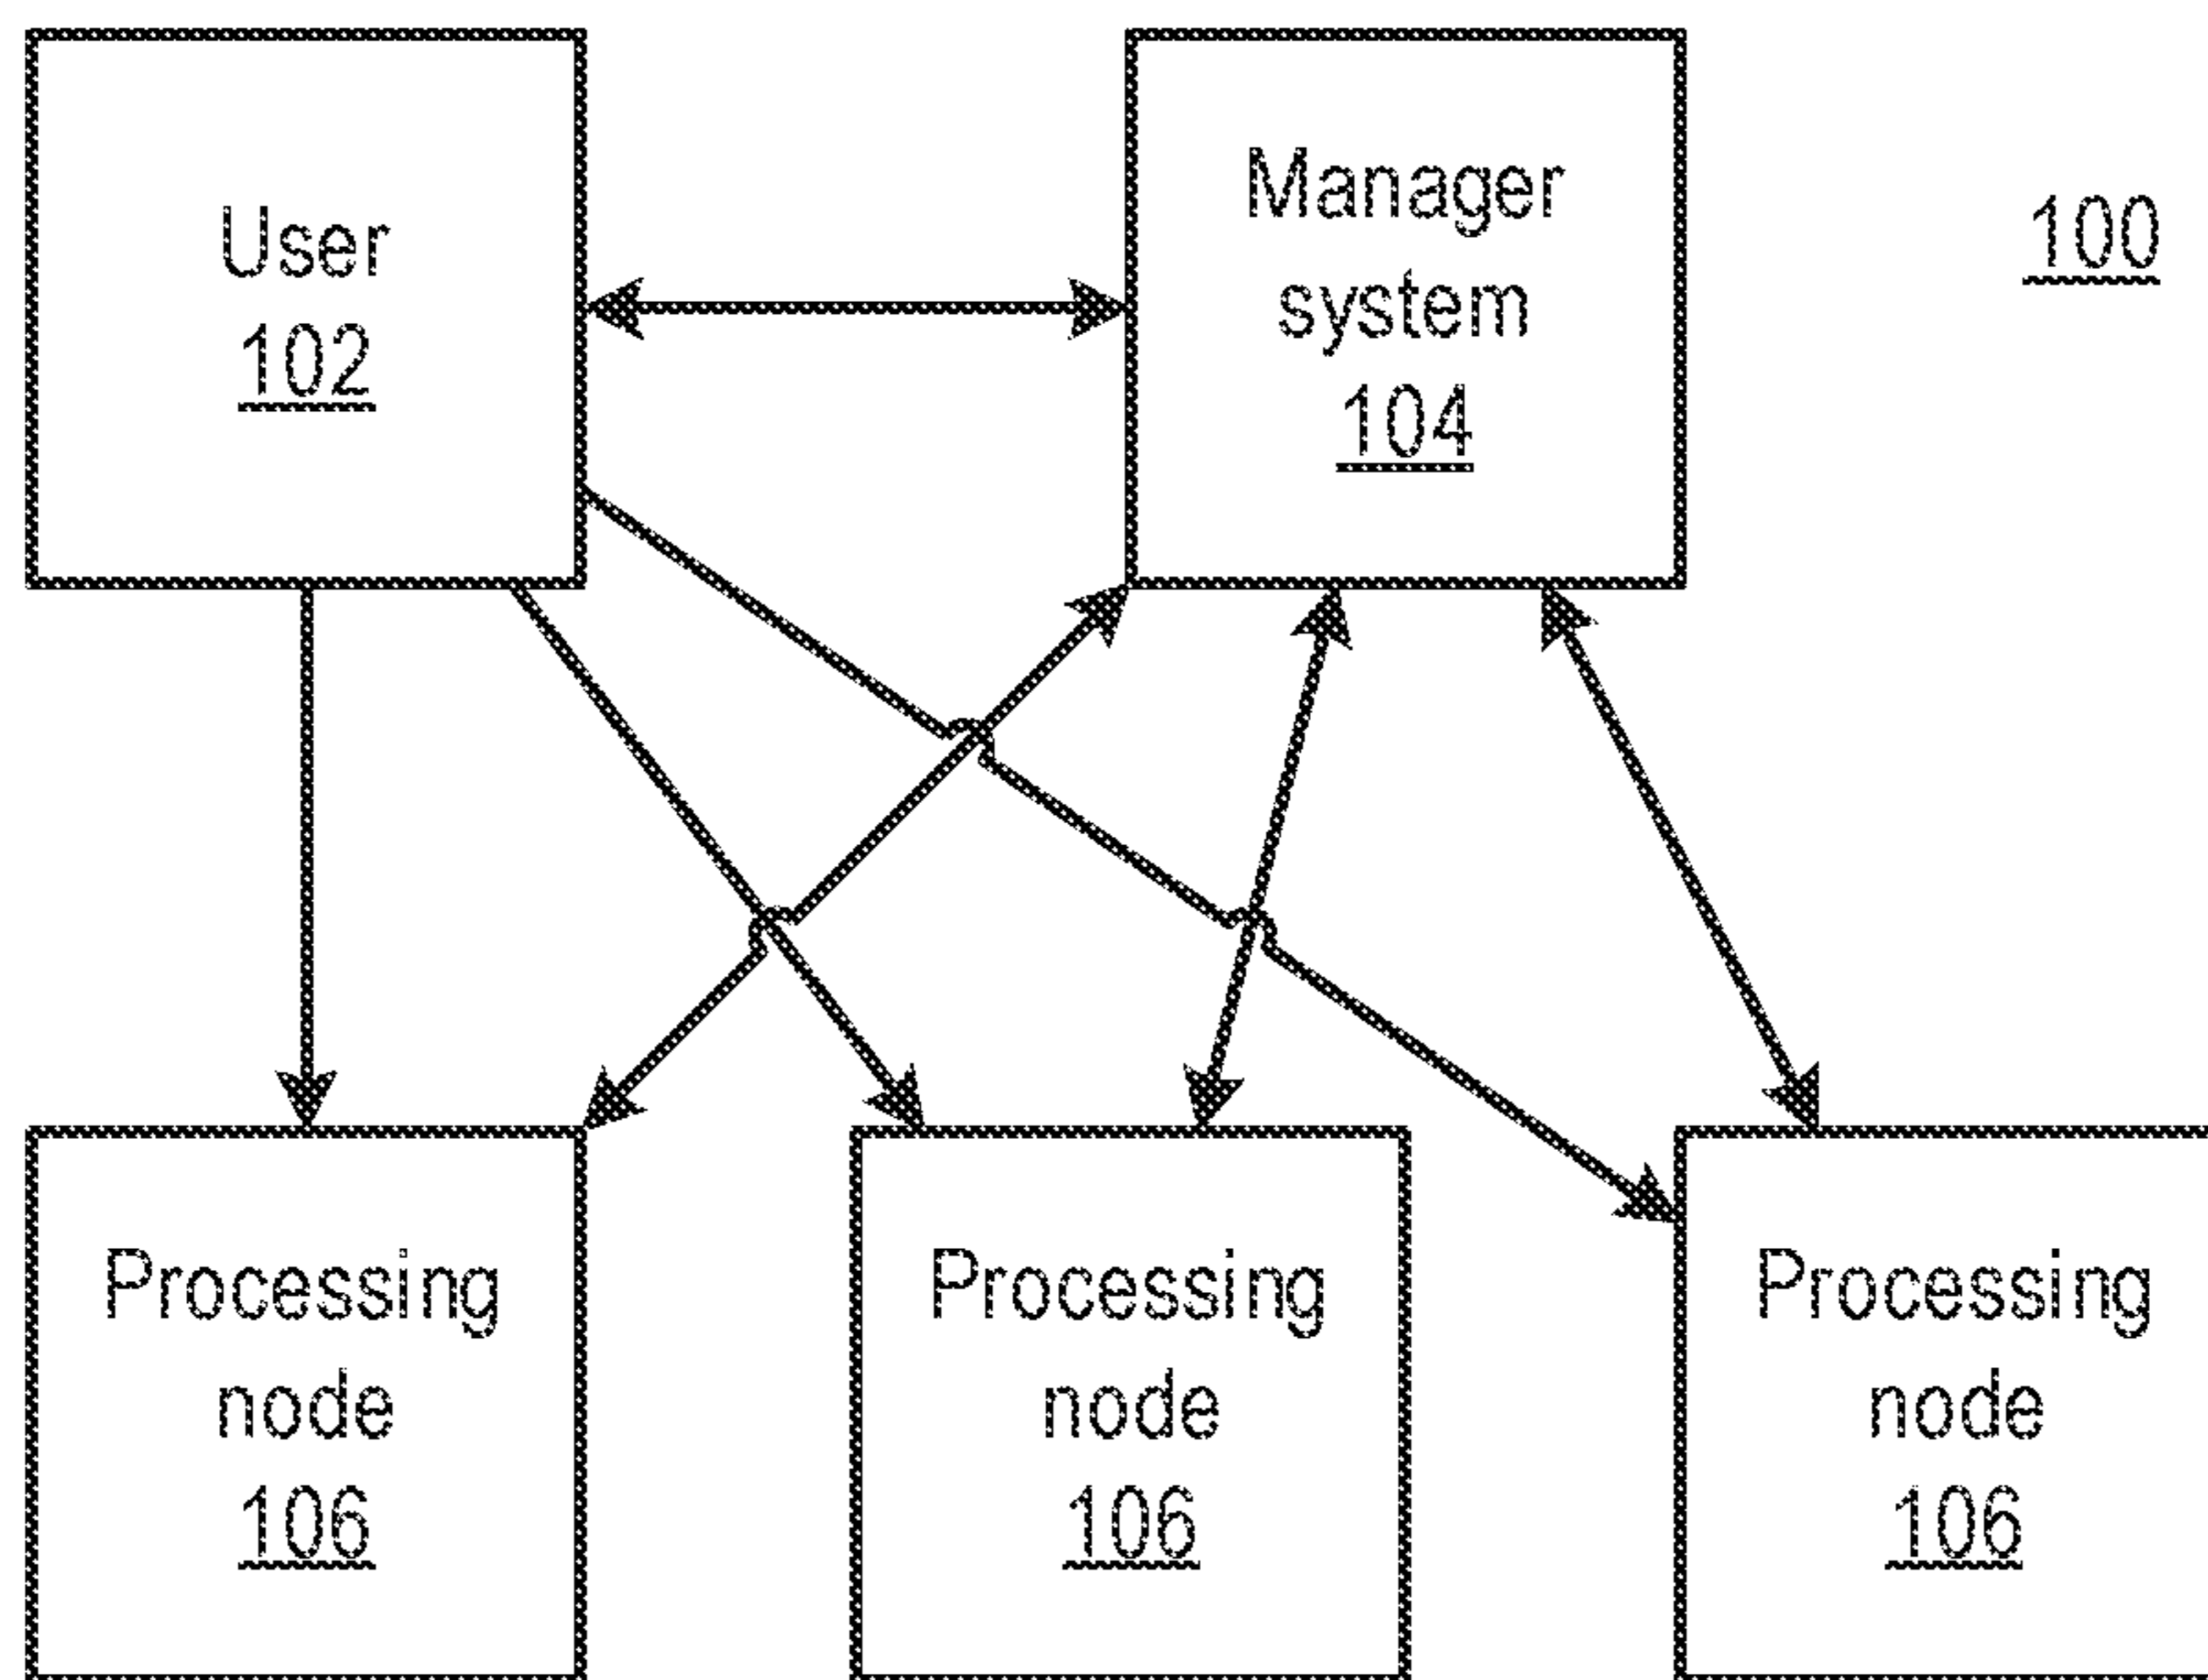 User
102
Manager
system
104
100
Processing
node
106
Processing
node
106
Processing
node
106